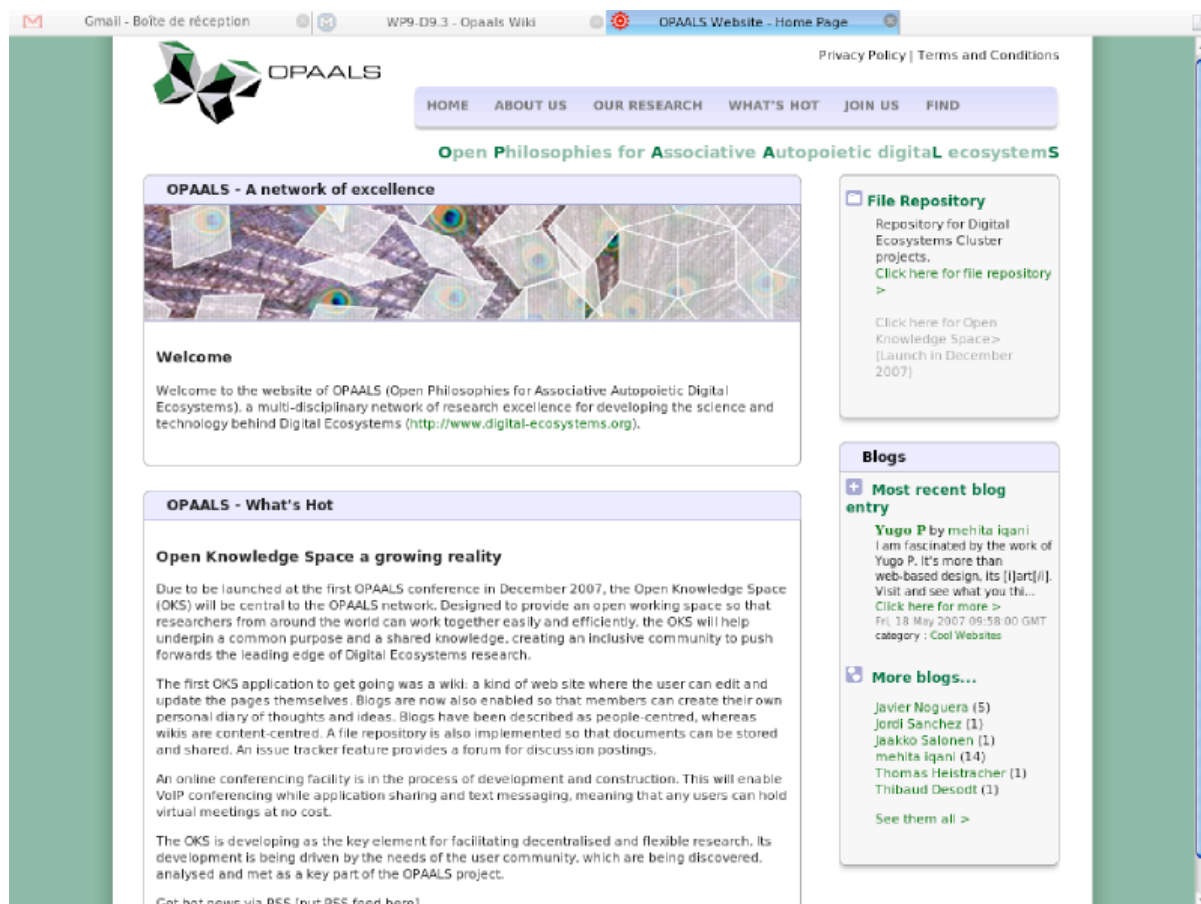 Gmail - Boîte de réception
WP9-D9.3 - Opaals Wiki
OPAALS Website - Home Page
OPAALS
Privacy Policy | Terms and Conditions
HOME ABOUT US OUR RESEARCH WHAT'S HOT JOIN US FIND
Open Philosophies for Associative Autopoietic digitaL ecosystemS
OPAALS - A network of excellence
Welcome
Welcome to the website of OPAALS (Open Philosophies for Associative Autopoietic Digital
Ecosystems), a multi-disciplinary network of research excellence for developing the science and
technology behind Digital Ecosystems (http://www.digital-ecosystems.org).
OPAALS - What's Hot
Open Knowledge Space a growing reality
Due to be launched at the first OPAALS conference in December 2007, the Open Knowledge Space
(OKS) will be central to the OPAALS network. Designed to provide an open working space so that
researchers from around the world can work together easily and efficiently, the OKS will help
underpin a common purpose and a shared knowledge, creating an inclusive community to push
forwards the leading edge of Digital Ecosystems research.
The first OKS application to get going was a wiki: a kind of web site where the user can edit and
update the pages themselves. Blogs are now also enabled so that members can create their own
personal diary of thoughts and ideas. Blogs have been described as people-centred, whereas
wikis are content-centred. A file repository is also implemented so that documents can be stored
and shared. An issue tracker feature provides a forum for discussion postings.
An online conferencing facility is in the process of development and construction. This will enable
VoIP conferencing while application sharing and text messaging, meaning that any users can hold
virtual meetings at no cost.
The OKS is developing as the key element for facilitating decentralised and flexible research. Its
development is being driven by the needs of the user community, which are being discovered,
analysed and met as a key part of the OPAALS project.
Get hot news via RSS [put RSS feed here]
File Repository
Repository for Digital
Ecosystems Cluster
projects.
Click here for file repository
>
Click here for Open
Knowledge Space>
(Launch in December
2007)
Blogs
Most recent blog
entry
Yugo P by mehita iqani
I am fascinated by the work of
Yugo P. It's more than
web-based design, its [i]art[/i].
Visit and see what you thi...
Click here for more >
Fri, 18 May 2007 09:58:00 GMT
category : Cool Websites
More blogs...
Javier Noguera (5)
Jordi Sanchez (1)
Jaakko Salonen (1)
mehita iqani (14)
Thomas Heistracher (1)
Thibaud Desodt (1)
See them all >